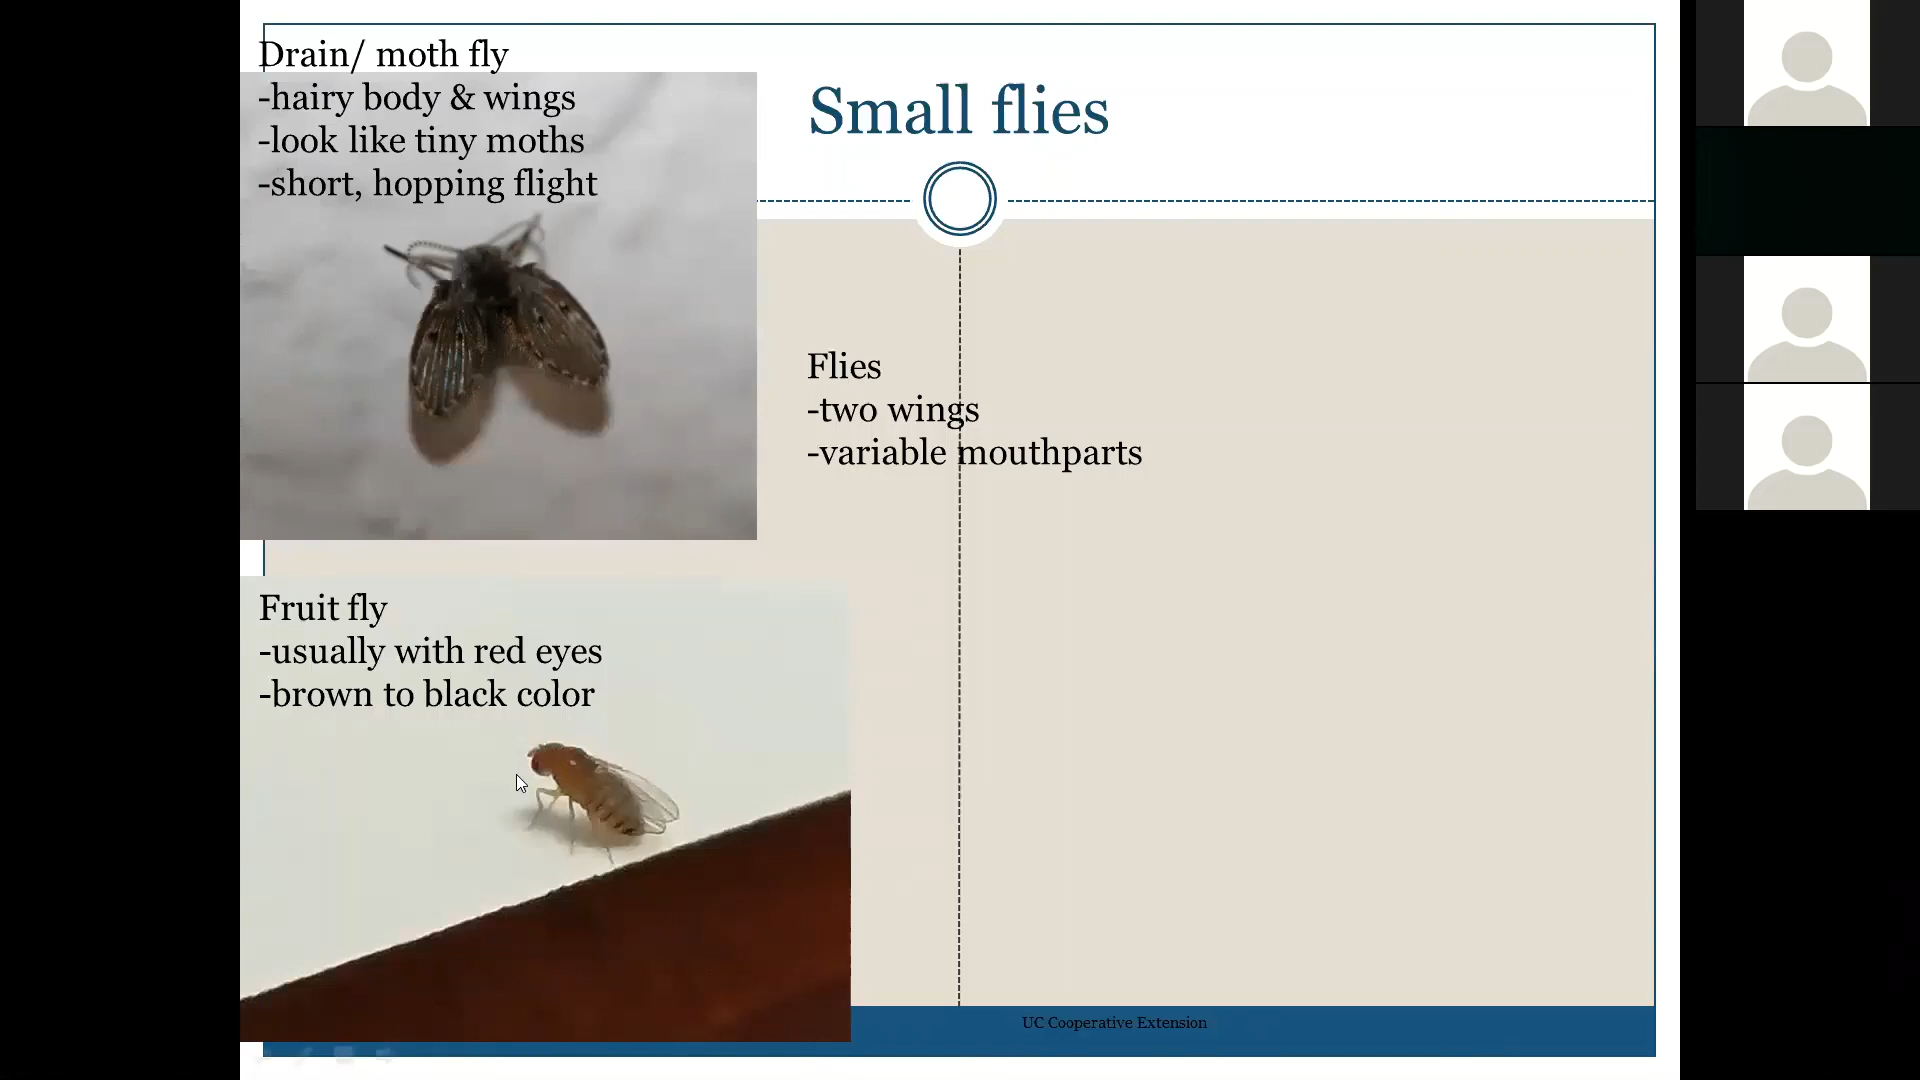 Drain/ moth fly
-hairy body & wings
-look like tiny moths
-short, hopping flight
Small flies
Flies
-two wings
-variable mouthparts
Fruit fly
-usually with red eyes
-brown to black color
UC Cooperative Extension